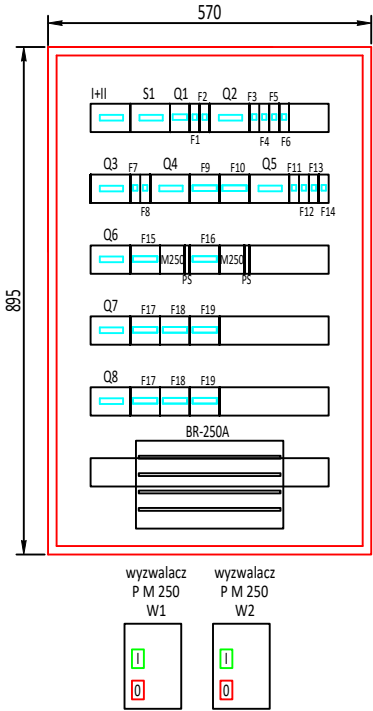 570
895
I+II S1 Q1 F2 Q2 F3 F5
F1 F4 F6
Q3 F7 Q4 F9 F10 Q5 F11 F13
F8 F12 F14
Q6 F15 F16
M250 M250
PS PS
Q7 F17 F18 F19
Q8 F17 F18 F19
BR-250A
wyzwalacz
P M 250
W1
wyzwalacz
P M 250
W2
I
0
I
0